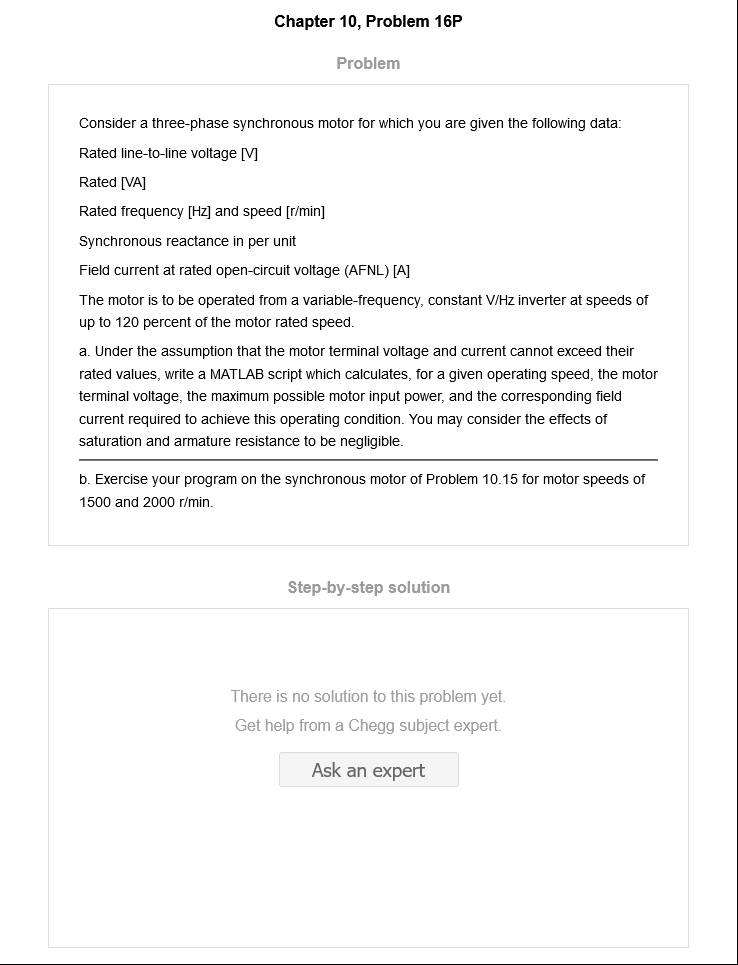 Chapter 10, Problem 16P
Problem
Consider a three-phase synchronous motor for which you are given the following data:
Rated line-to-line voltage [V]
Rated [VA]
Rated frequency [Hz] and speed [r/min]
Synchronous reactance in per unit
Field current at rated open-circuit voltage (AFNL) [A]
The motor is to be operated from a variable-frequency, constant V/Hz inverter at speeds of
up to 120 percent of the motor rated speed.
a. Under the assumption that the motor terminal voltage and current cannot exceed their
rated values, write a MATLAB script which calculates, for a given operating speed, the motor
terminal voltage, the maximum possible motor input power, and the corresponding field
current required to achieve this operating condition. You may consider the effects of
saturation and armature resistance to be negligible.
b. Exercise your program on the synchronous motor of Problem 10.15 for motor speeds of
1500 and 2000 r/min.
Step-by-step solution
There is no solution to this problem yet.
Get help from a Chegg subject expert.
Ask an expert